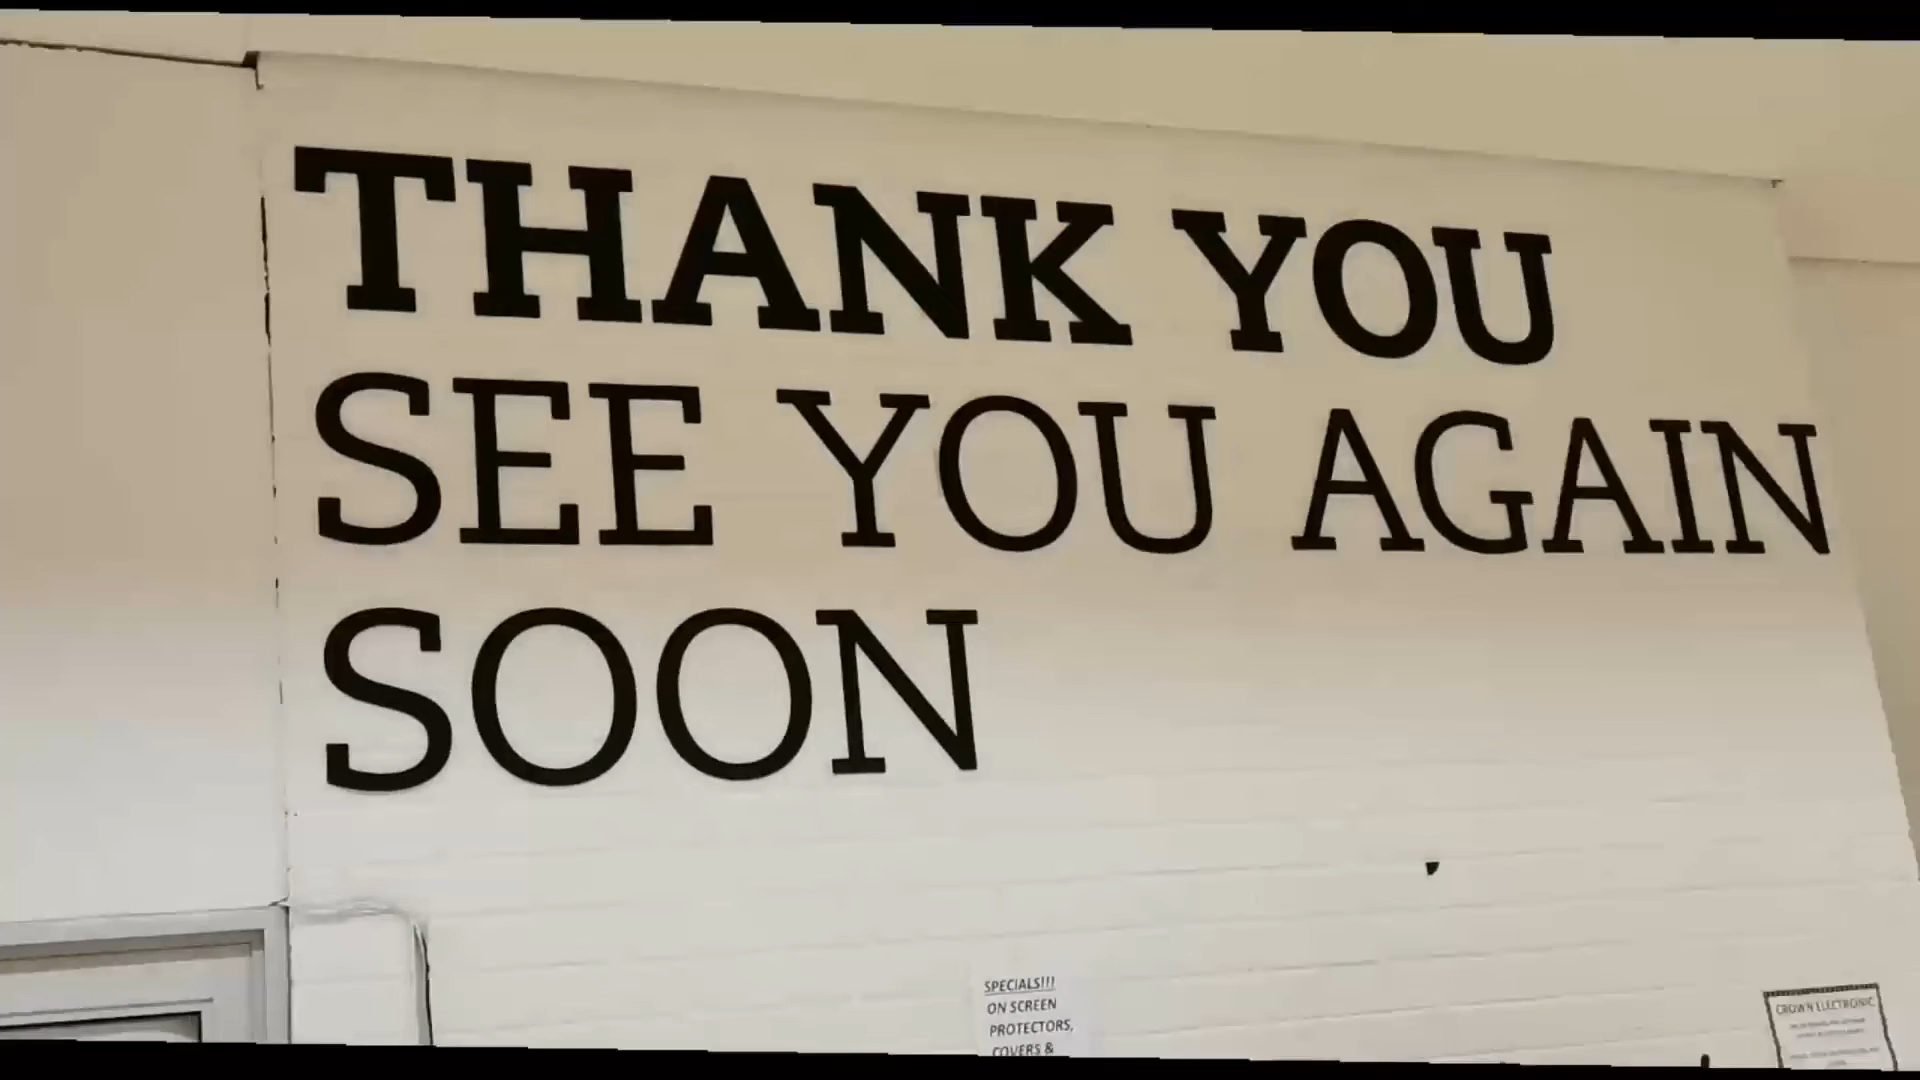 THANK YOU
SEE YOU AGAIN
SOON
SPECIALS!!!
ON SCREEN
PROTECTORS,
COVERS &
CROWN ELECTRONIC